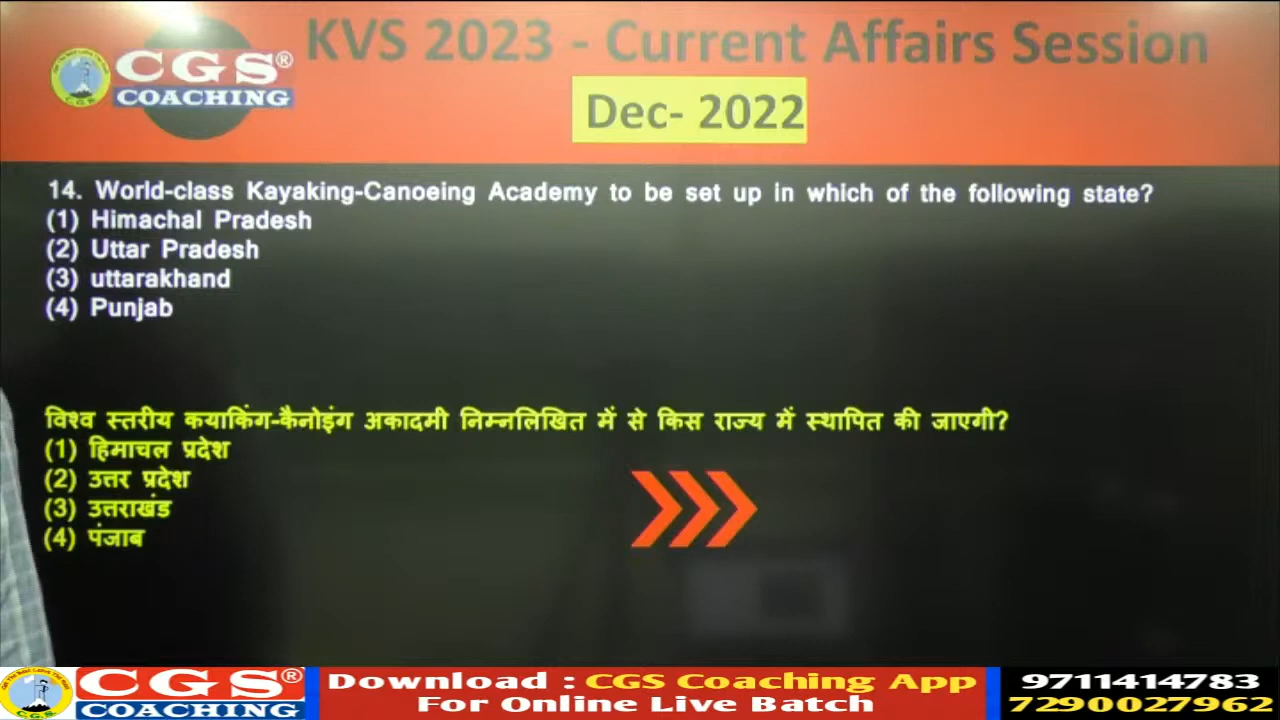 CGS®
COACHING
C.G.S
KVS 2023 - Current Affairs Session
Dec- 2022
14. World-class Kayaking-Canoeing Academy to be set up in which of the following state?
(1) Himachal Pradesh
(2) Uttar Pradesh
(3) uttarakhand
(4) Punjab
विश्व स्तरीय कयाकिंग-कैनोइंग अकादमी निम्नलिखित में से किस राज्य में स्थापित की जाएगी?
(1) हिमाचल प्रदेश
(2) उत्तर प्रदेश
(3) उत्तराखंड
(4) पंजाब
C.G.S
CGS®
COACHING
Download : CGS Coaching App
For Online Live Batch
9711414783
7290027962